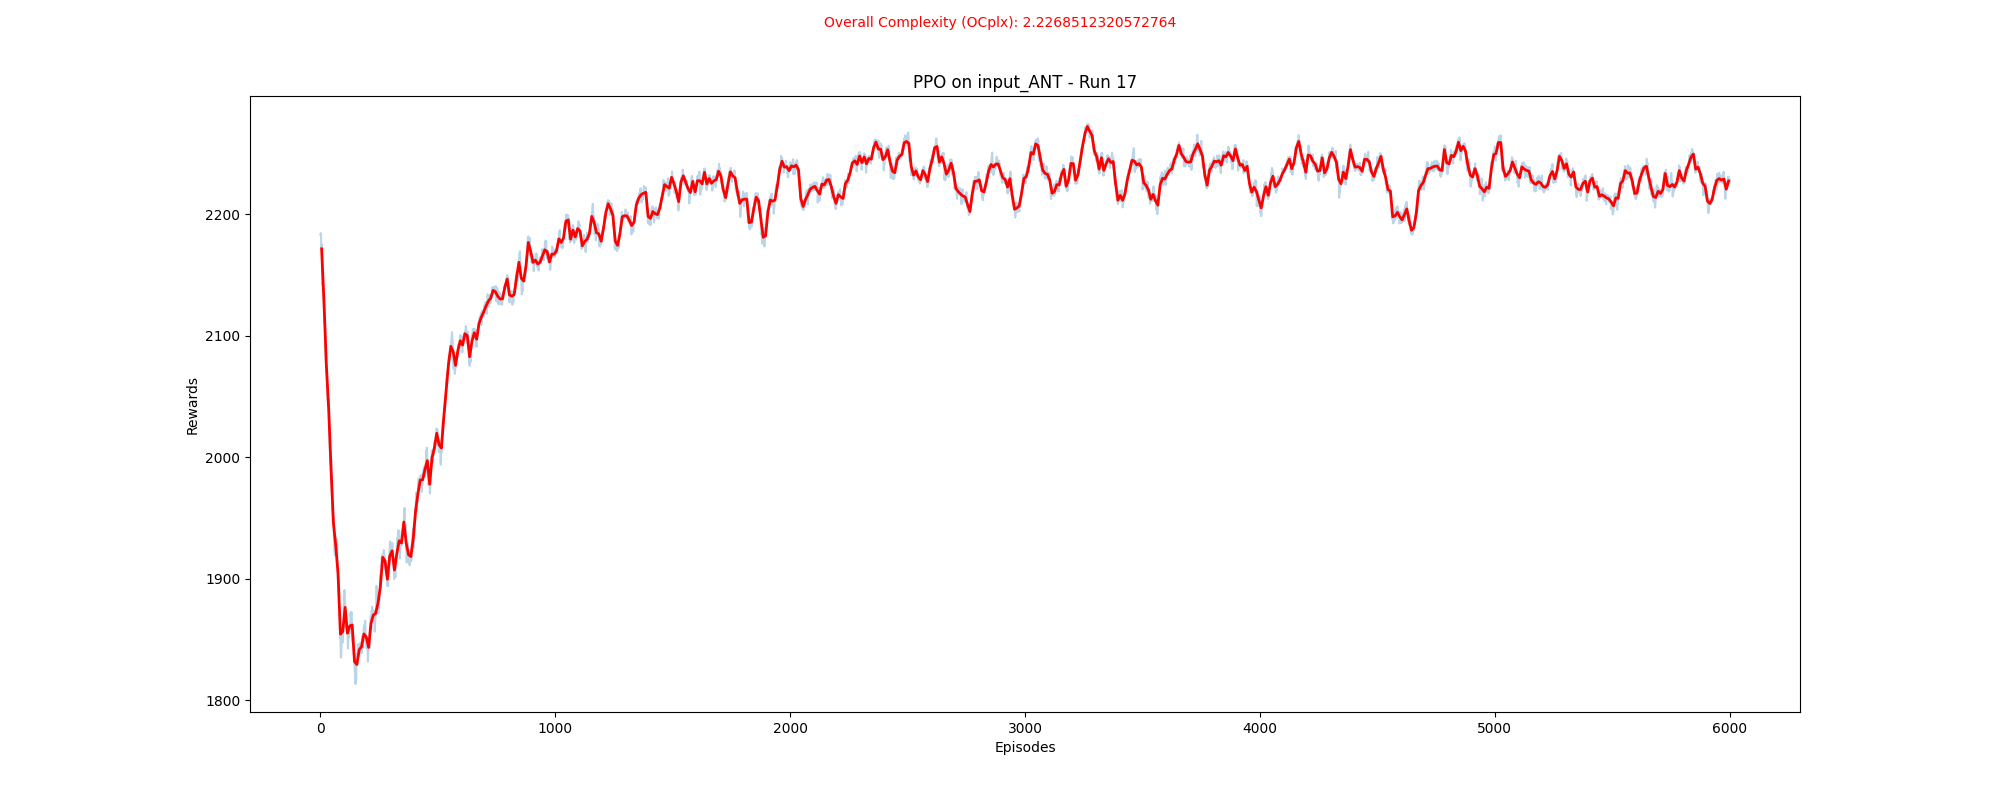 Overall Complexity (OCplx): 2.2268512320572764
PPO on input_ANT - Run 17
Rewards
2200
2100
2000
1900
1800
0 1000 2000 3000 4000 5000 6000
Episodes